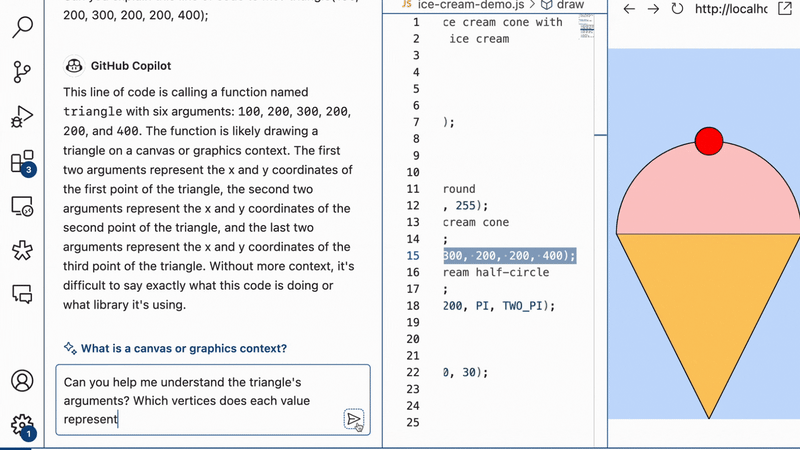 200, 300, 200, 200, 400);
GitHub Copilot
This line of code is calling a function named
triangle with six arguments: 100, 200, 300, 200,
200, and 400. The function is likely drawing a
triangle on a canvas or graphics context. The first
two arguments represent the x and y coordinates of
the first point of the triangle, the second two
arguments represent the x and y coordinates of the
second point of the triangle, and the last two
arguments represent the x and y coordinates of the
third point of the triangle. Without more context, it's
difficult to say exactly what this code is doing or
what library it's using.
What is a canvas or graphics context?
Can you help me understand the triangle's
arguments? Which vertices does each value
represent
3
1
JS ice-cream-demo.js > draw
1 ce cream cone with
2 ice cream
3
4
5
6
7 );
8
9
10
11 round
12 , 255);
13 cream cone
14 ;
15 300, 200, 200, 400);
16 ream half-circle
17 ;
18 200, PI, TWO_PI);
19
20
21
22 0, 30);
23
24
25
http://localhc